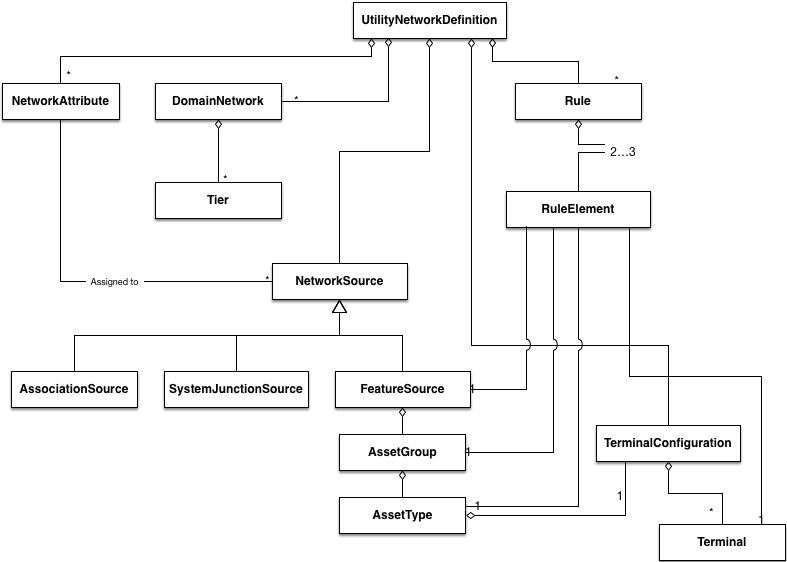 UtilityNetworkDefinition
*
*
*
NetworkAttribute
DomainNetwork
Rule
2...3
*
Tier
RuleElement
Assigned to
*
NetworkSource
AssociationSource
SystemJunctionSource
FeatureSource
1
AssetGroup
1
TerminalConfiguration
AssetType
1
1
*
1
Terminal